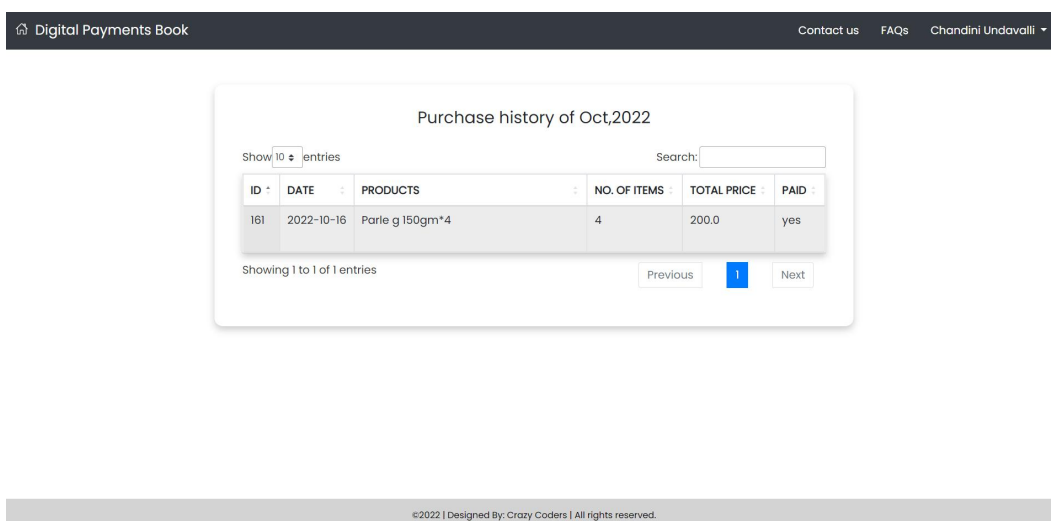 Digital Payments Book Contact us FAQs Chandini Undavalli
Purchase history of Oct,2022
Show 10 entries Search:
ID DATE PRODUCTS NO. OF ITEMS TOTAL PRICE PAID
161 2022-10-16 Parle g 150gm*4 4 200.0 yes
Showing 1 to 1 of 1 entries Previous 1 Next
©2022 | Designed By: Crazy Coders | All rights reserved.